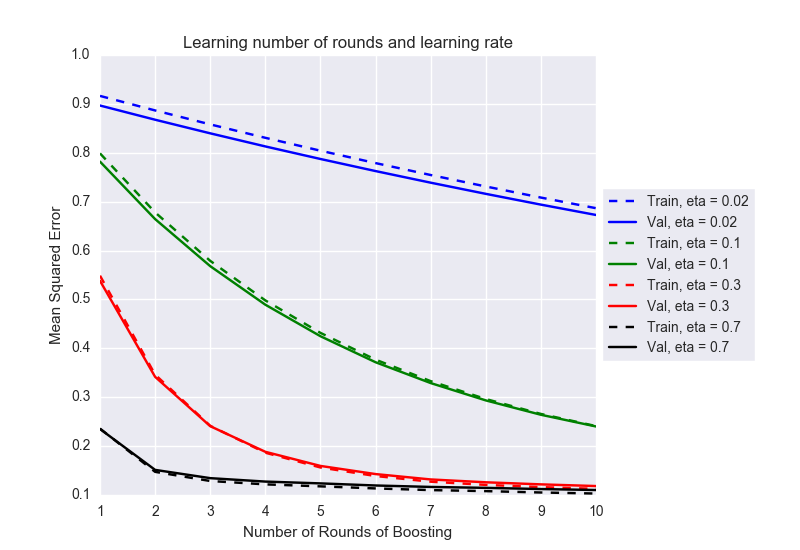 Learning number of rounds and learning rate
Mean Squared Error
1.0
0.9
0.8
0.7
0.6
0.5
0.4
0.3
0.2
0.1
1 2 3 4 5 6 7 8 9 10
Number of Rounds of Boosting
Train, eta = 0.02
Val, eta = 0.02
Train, eta = 0.1
Val, eta = 0.1
Train, eta = 0.3
Val, eta = 0.3
Train, eta = 0.7
Val, eta = 0.7